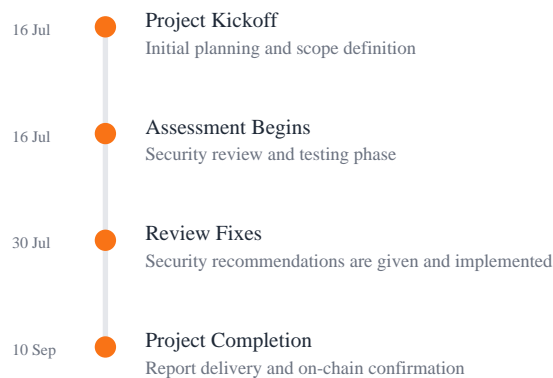 16 Jul
Project Kickoff
Initial planning and scope definition
16 Jul
Assessment Begins
Security review and testing phase
30 Jul
Review Fixes
Security recommendations are given and implemented
10 Sep
Project Completion
Report delivery and on-chain confirmation